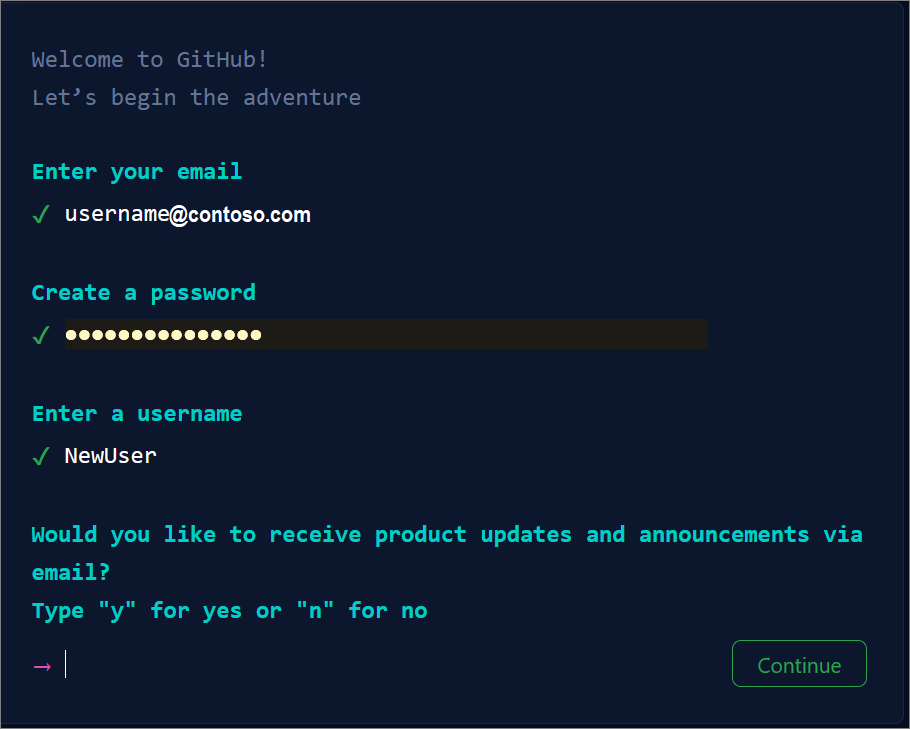 Welcome to GitHub!
Let’s begin the adventure
Enter your email
✓ username@contoso.com
Create a password
✓ ●●●●●●●●●●●●●●●
Enter a username
✓ NewUser
Would you like to receive product updates and announcements via
email?
Type "y" for yes or "n" for no
→
Continue